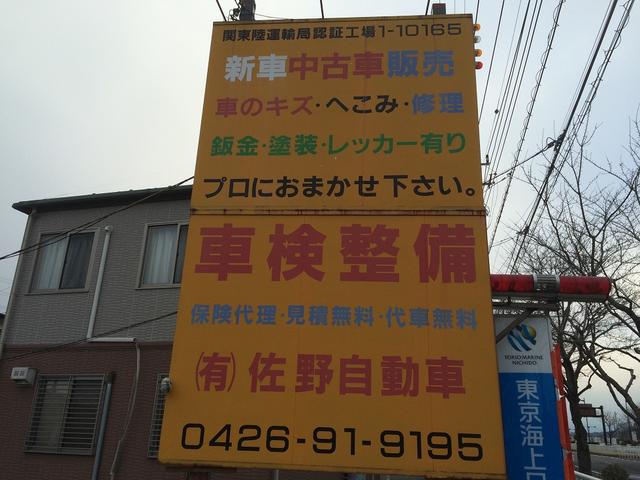 関東陸運輸局認証工場1-10165
新車中古車販売
車のキズ・へこみ・修理
鈑金・塗装・レッカー有り
プロにおまかせ下さい。
車検整備
保険代理・見積無料・代車無料
㈲佐野自動車
0426-91-9195
TOKIO MARINE
NICHIDO
東京海上日